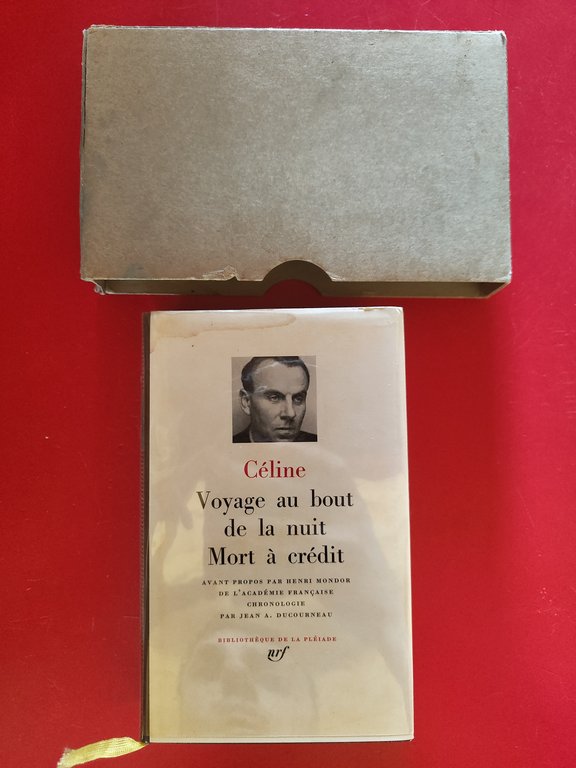 Céline
Voyage au bout
de la nuit
Mort à crédit
AVANT PROPOS PAR HENRI MONDOR
DE L'ACADÉMIE FRANÇAISE
CHRONOLOGIE
PAR JEAN A. DUCOURNEAU
BIBLIOTHÈQUE DE LA PLÉIADE
nrf